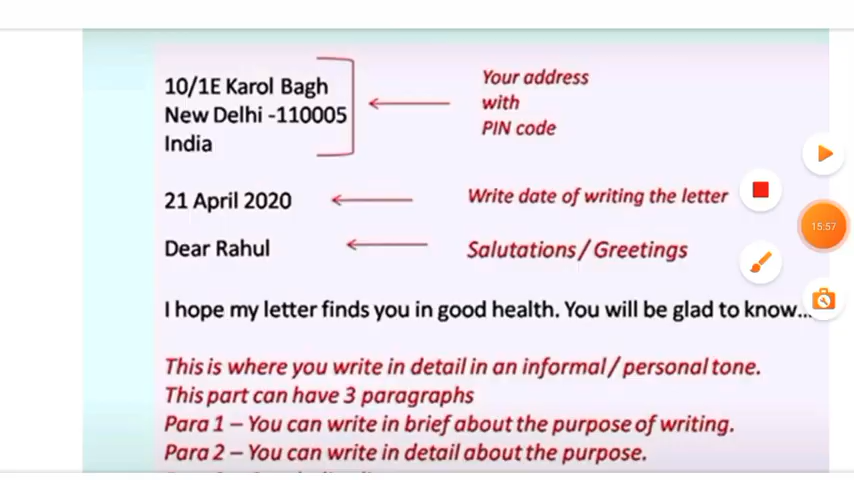 10/1E Karol Bagh
New Delhi -110005
India
Your address
with
PIN code
21 April 2020
Write date of writing the letter
Dear Rahul
Salutations / Greetings
15:57
I hope my letter finds you in good health. You will be glad to know...
This is where you write in detail in an informal / personal tone.
This part can have 3 paragraphs
Para 1 – You can write in brief about the purpose of writing.
Para 2 – You can write in detail about the purpose.